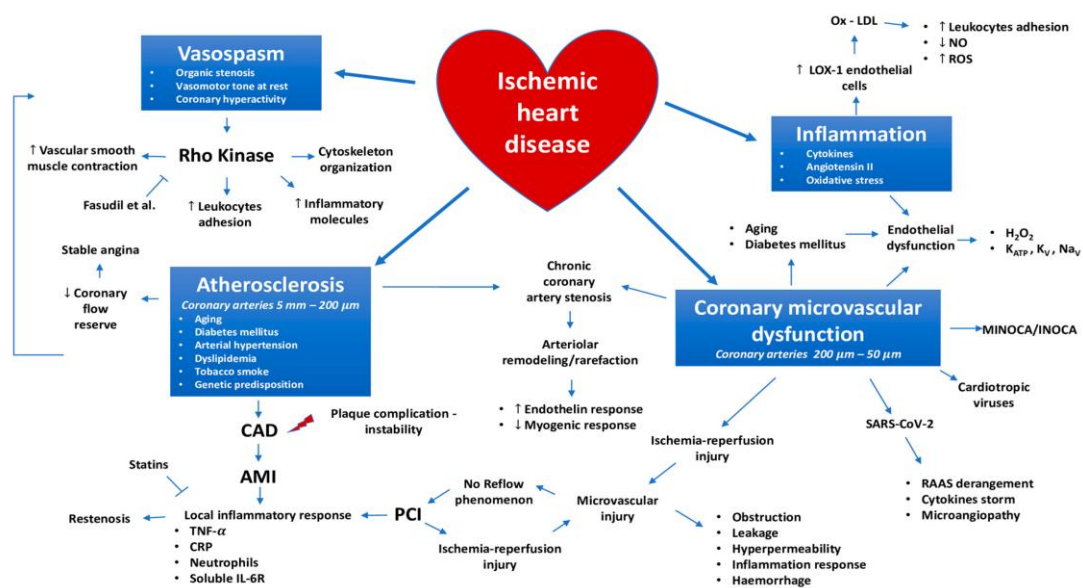 Ischemic
heart
disease
Vasospasm
• Organic stenosis
• Vasomotor tone at rest
• Coronary hyperactivity
↑ Vascular smooth
muscle contraction
Rho Kinase
Cytoskeleton
organization
Fasudil et al.
↑ Leukocytes
adhesion
↑ Inflammatory
molecules
Ox - LDL
• ↑ Leukocytes adhesion
• ↓ NO
• ↑ ROS
↑ LOX-1 endothelial
cells
Inflammation
• Cytokines
• Angiotensin II
• Oxidative stress
• Aging
• Diabetes mellitus
Endothelial
dysfunction
• H₂O₂
• K_ATP , K_V , Na_V
Stable angina
↓ Coronary
flow
reserve
Atherosclerosis
Coronary arteries 5 mm – 200 μm
• Aging
• Diabetes mellitus
• Arterial hypertension
• Dyslipidemia
• Tobacco smoke
• Genetic predisposition
Chronic
coronary
artery stenosis
Arteriolar
remodeling/rarefaction
• ↑ Endothelin response
• ↓ Myogenic response
Coronary microvascular
dysfunction
Coronary arteries 200 μm – 50 μm
MINOCA/INOCA
Cardiotropic
viruses
SARS-CoV-2
• RAAS derangement
• Cytokines storm
• Microangiopathy
Ischemia-reperfusion
injury
CAD
Plaque complication -
instability
AMI
Statins
Restenosis
Local inflammatory response
• TNF-α
• CRP
• Neutrophils
• Soluble IL-6R
PCI
No Reflow
phenomenon
Ischemia-reperfusion
injury
Microvascular
injury
• Obstruction
• Leakage
• Hyperpermeability
• Inflammation response
• Haemorrhage